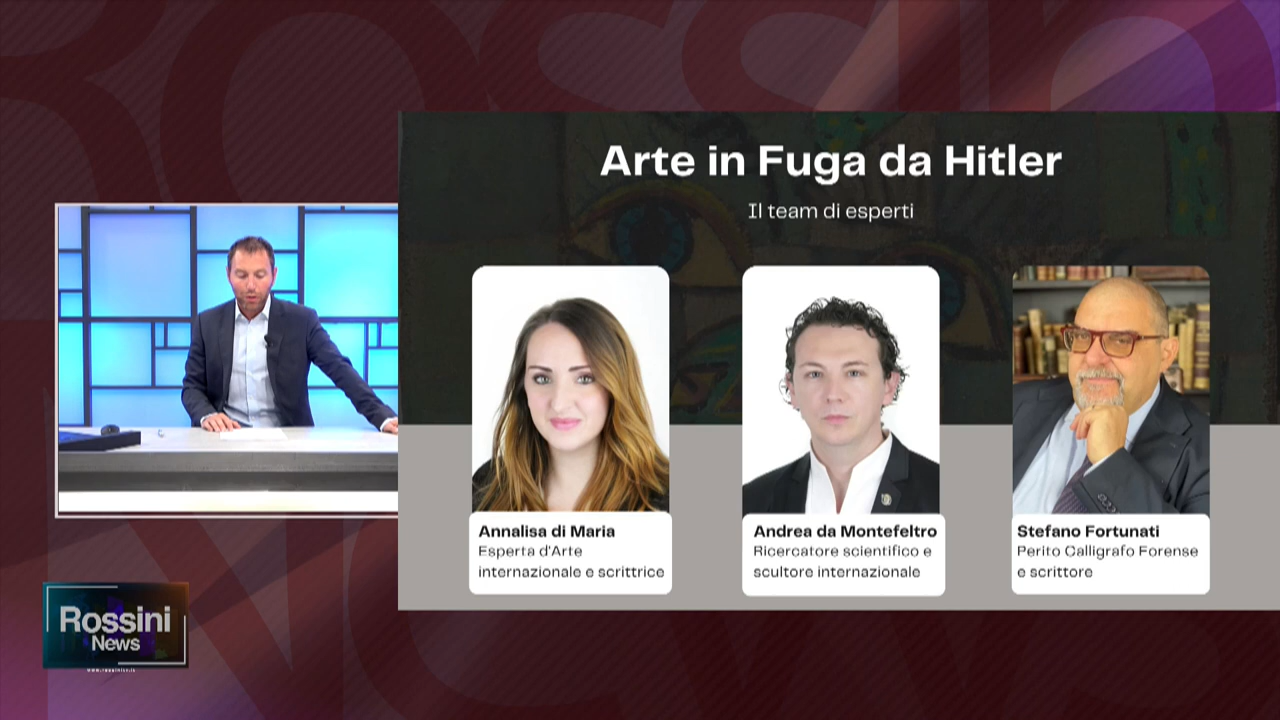 Arte in Fuga da Hitler
Il team di esperti
Annalisa di Maria
Esperta d'Arte
internazionale e scrittrice
Andrea da Montefeltro
Ricercatore scientifico e
scultore internazionale
Stefano Fortunati
Perito Calligrafo Forense
e scrittore
Rossini
News